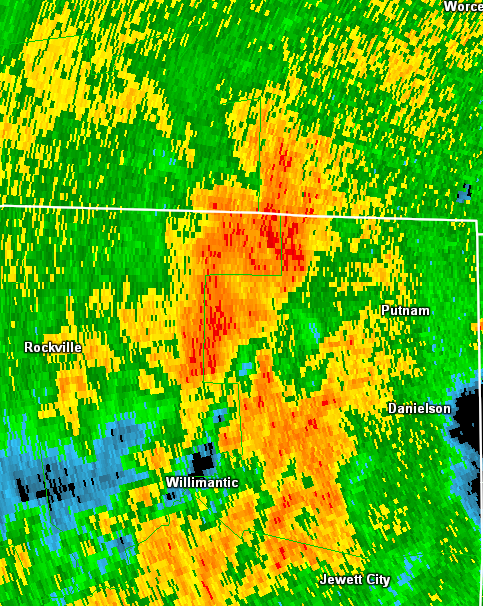 Worce
Putnam
Rockville
Danielson
Willimantic
Jewett City